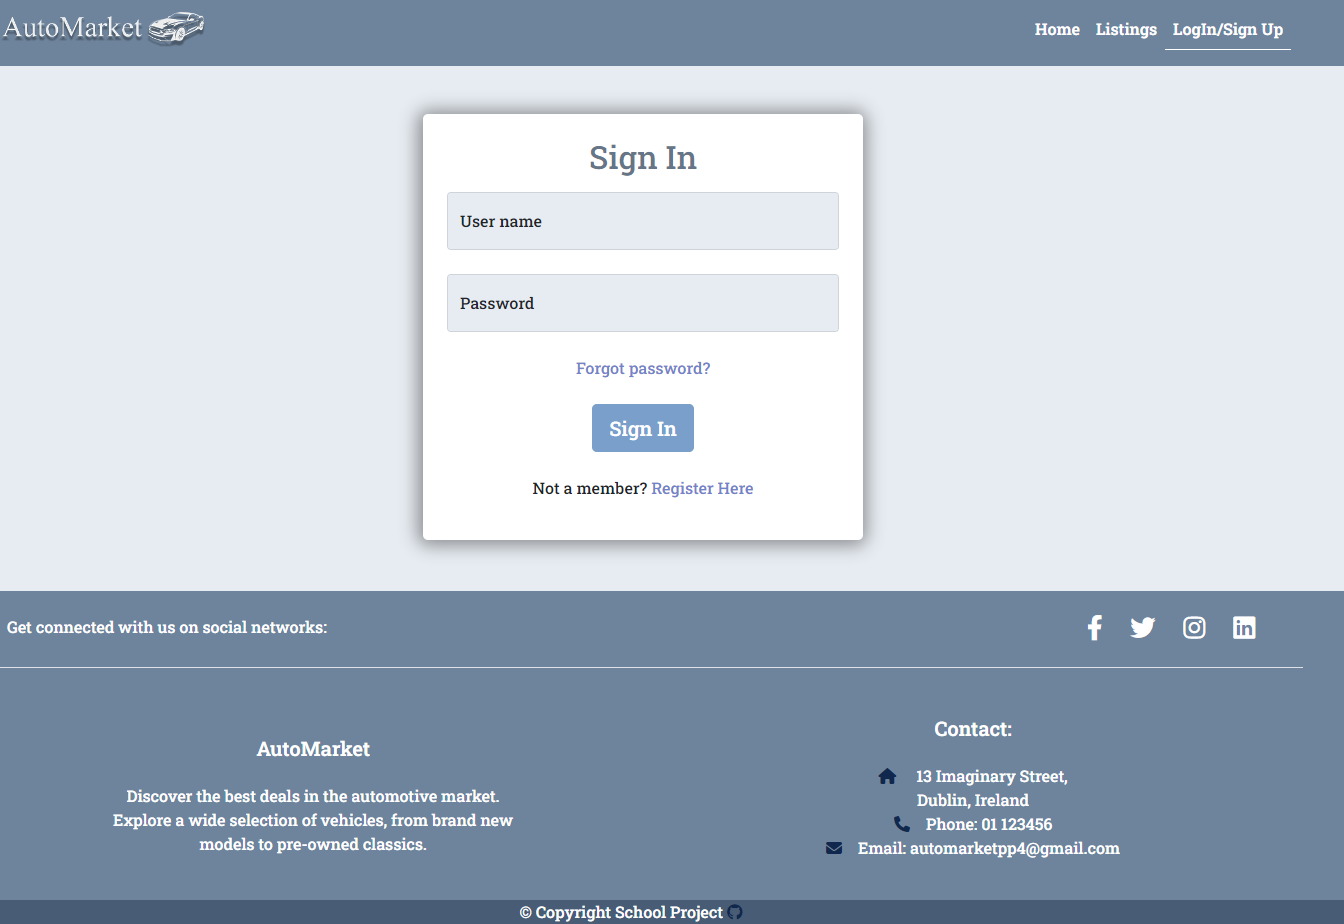 AutoMarket
Home Listings LogIn/Sign Up
Sign In
User name
Password
Forgot password?
Sign In
Not a member? Register Here
Get connected with us on social networks:
AutoMarket
Discover the best deals in the automotive market.
Explore a wide selection of vehicles, from brand new
models to pre-owned classics.
Contact:
13 Imaginary Street,
Dublin, Ireland
Phone: 01 123456
Email: automarketpp4@gmail.com
© Copyright School Project